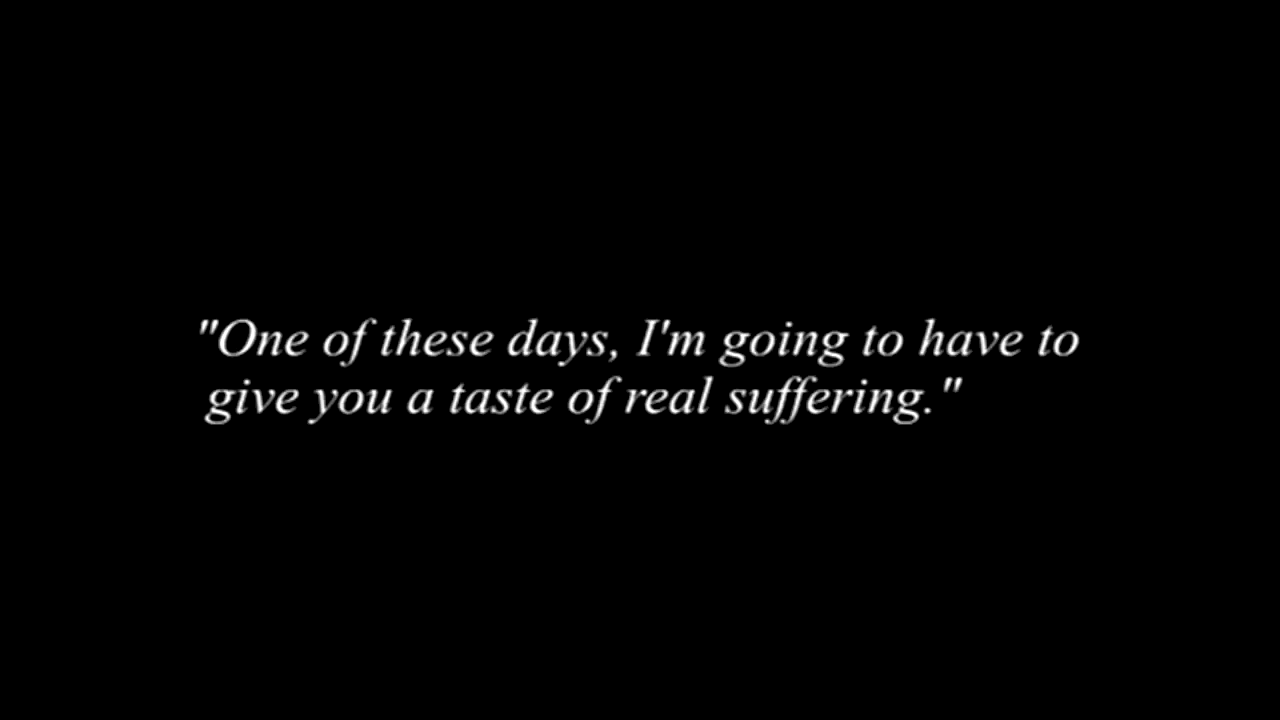 "One of these days, I'm going to have to
give you a taste of real suffering."